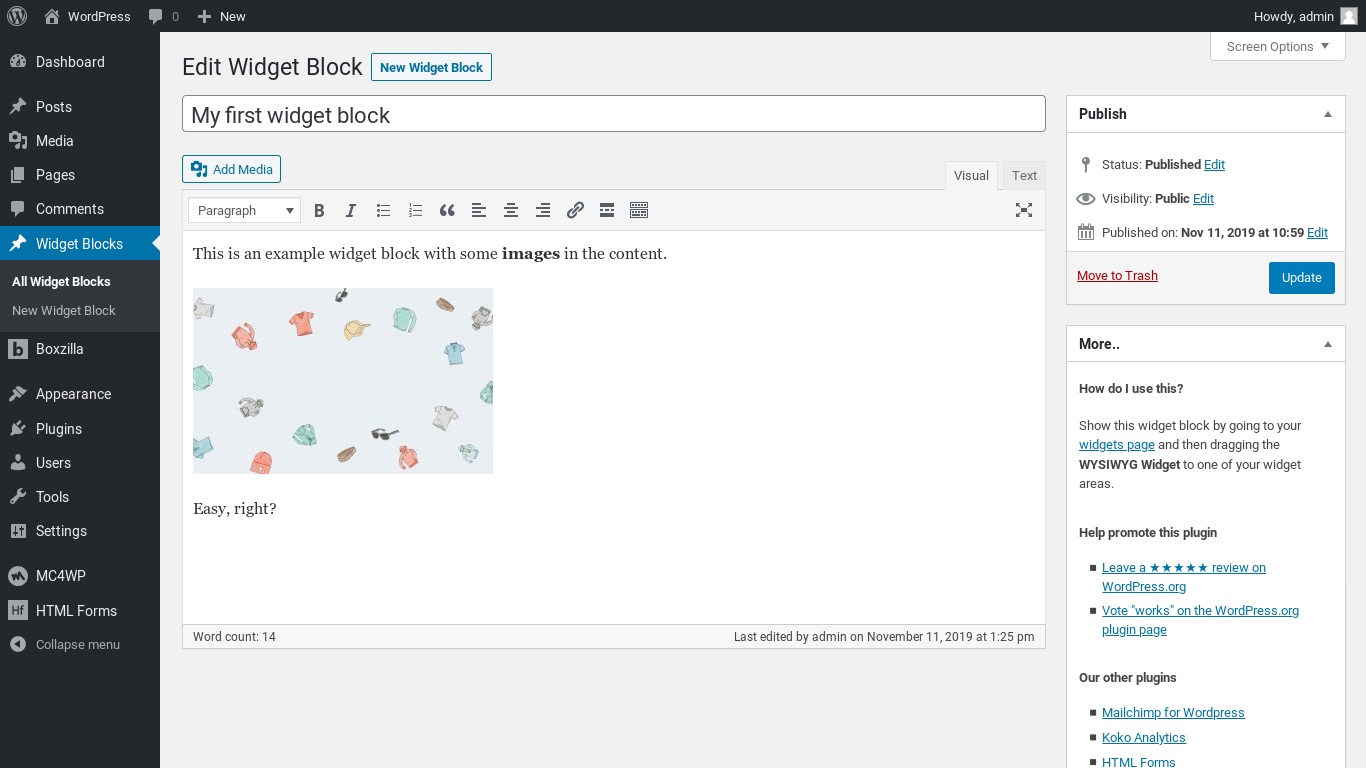 WordPress
0
New
Howdy, admin
Dashboard
Posts
Media
Pages
Comments
Widget Blocks
All Widget Blocks
New Widget Block
b Boxzilla
Appearance
Plugins
Users
Tools
Settings
MC4WP
Hf HTML Forms
Collapse menu
Screen Options
Edit Widget Block
New Widget Block
My first widget block
Add Media
Visual
Text
Paragraph
B
I
This is an example widget block with some images in the content.
Easy, right?
Word count: 14
Last edited by admin on November 11, 2019 at 1:25 pm
Publish
Status: Published Edit
Visibility: Public Edit
Published on: Nov 11, 2019 at 10:59 Edit
Move to Trash
Update
More..
How do I use this?
Show this widget block by going to your
widgets page and then dragging the
WYSIWYG Widget to one of your widget
areas.
Help promote this plugin
Leave a ★★★★★ review on
WordPress.org
Vote "works" on the WordPress.org
plugin page
Our other plugins
Mailchimp for Wordpress
Koko Analytics
HTML Forms